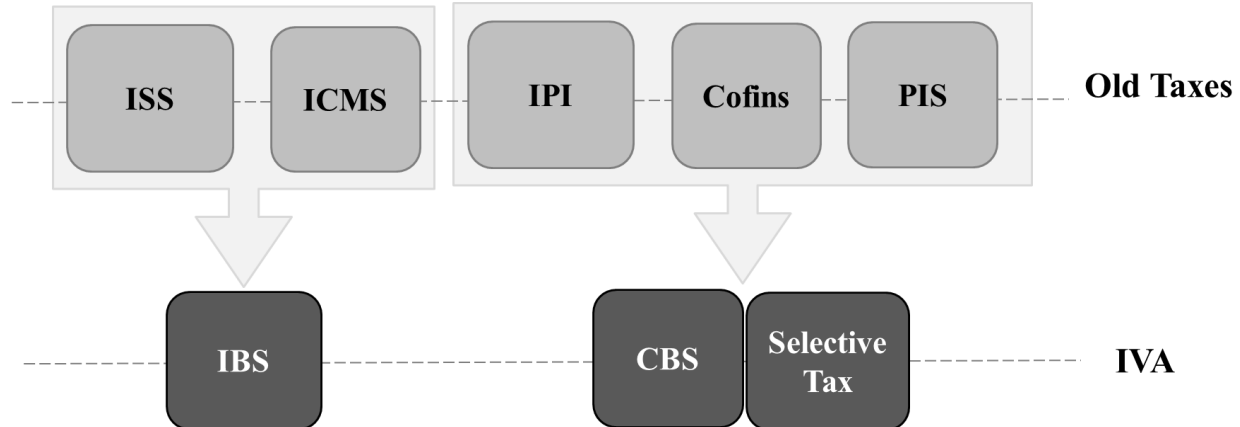 ISS
ICMS
IPI
Cofins
PIS
Old Taxes
IBS
CBS
Selective
Tax
IVA